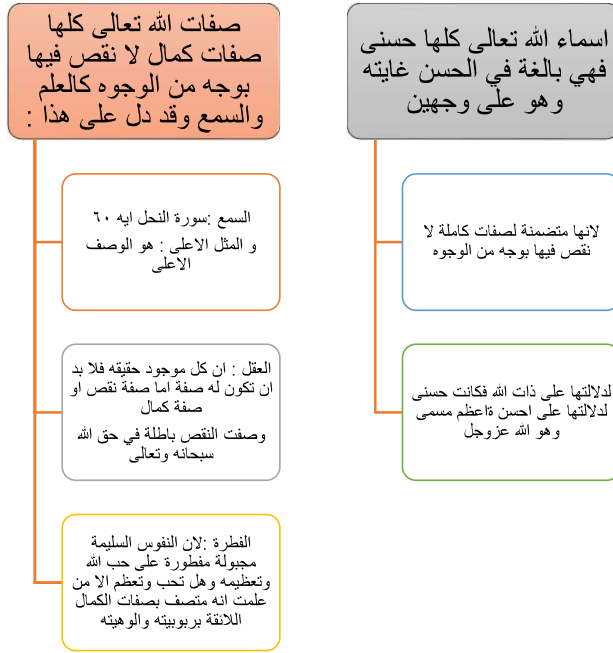 اسماء الله تعالى كلها حسنى
فهي بالغة في الحسن غايته
وهو على وجهين
لانها متضمنة لصفات كاملة لا
نقص فيها بوجه من الوجوه
لدلالتها على ذات الله فكانت حسنى
لدلالتها على احسن ةاعظم مسمى
وهو الله عزوجل
صفات الله تعالى كلها
صفات كمال لا نقص فيها
بوجه من الوجوه كالعلم
والسمع وقد دل على هذا :
السمع :سورة النحل ايه ٦٠
و المثل الاعلى : هو الوصف
الاعلى
العقل : ان كل موجود حقيقه فلا بد
ان تكون له صفة اما صفة نقص او
صفة كمال
وصفت النقص باطلة في حق الله
سبحانه وتعالى
الفطرة :لان النفوس السليمة
مجبولة مفطورة على حب الله
وتعظيمه وهل تحب وتعظم الا من
علمت انه متصف بصفات الكمال
اللائقة بربوبيته والوهيته